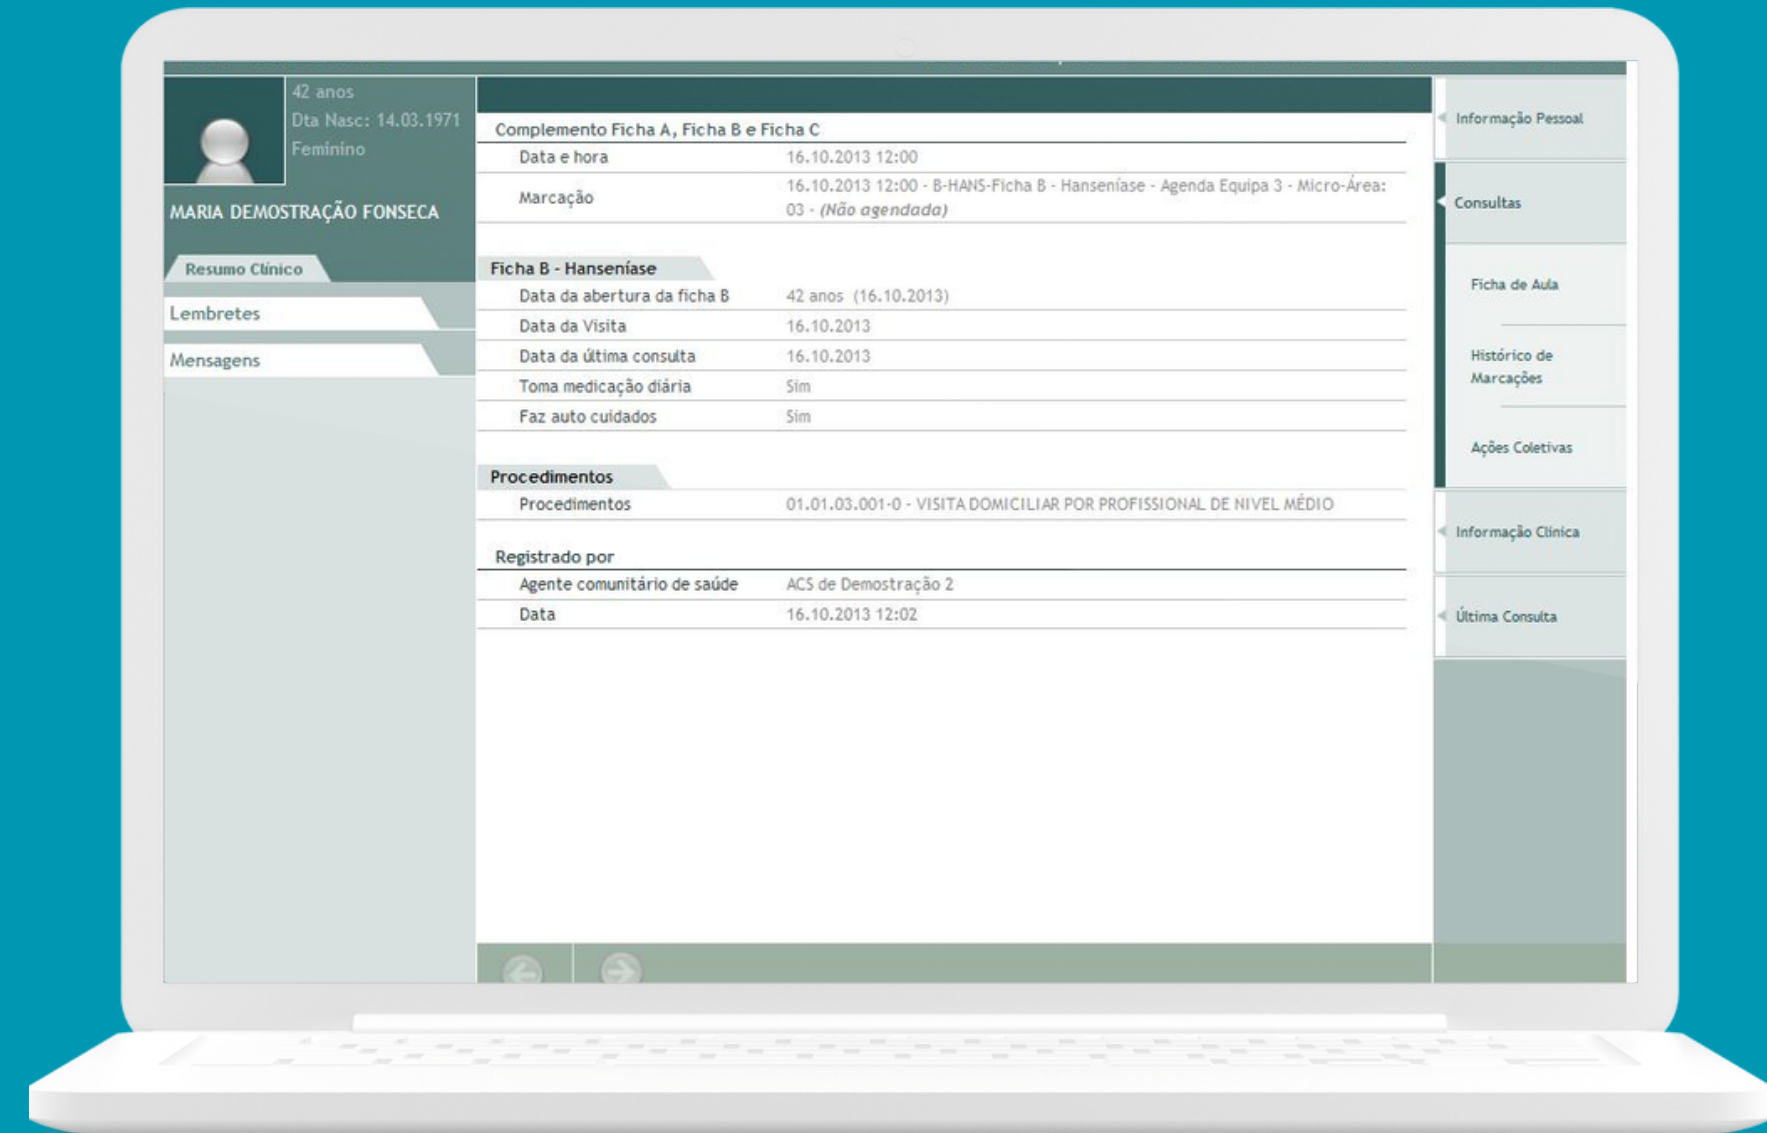 42 anos
Dta Nasc: 14.03.1971
Feminino
MARIA DEMOSTRAÇÃO FONSECA
Resumo Clínico
Lembretes
Mensagens
Complemento Ficha A, Ficha B e Ficha C
Data e hora 16.10.2013 12:00
Marcação 16.10.2013 12:00 - B-HANS-Ficha B - Hanseníase - Agenda Equipa 3 - Micro-Área:
03 - (Não agendada)
Ficha B - Hanseníase
Data da abertura da ficha B 42 anos (16.10.2013)
Data da Visita 16.10.2013
Data da última consulta 16.10.2013
Toma medicação diária Sim
Faz auto cuidados Sim
Procedimentos
Procedimentos 01.01.03.001-0 - VISITA DOMICILIAR POR PROFISSIONAL DE NIVEL MÉDIO
Registrado por
Agente comunitário de saúde ACS de Demostração 2
Data 16.10.2013 12:02
Informação Pessoal
Consultas
Ficha de Aula
Histórico de
Marcações
Ações Coletivas
Informação Clínica
Última Consulta